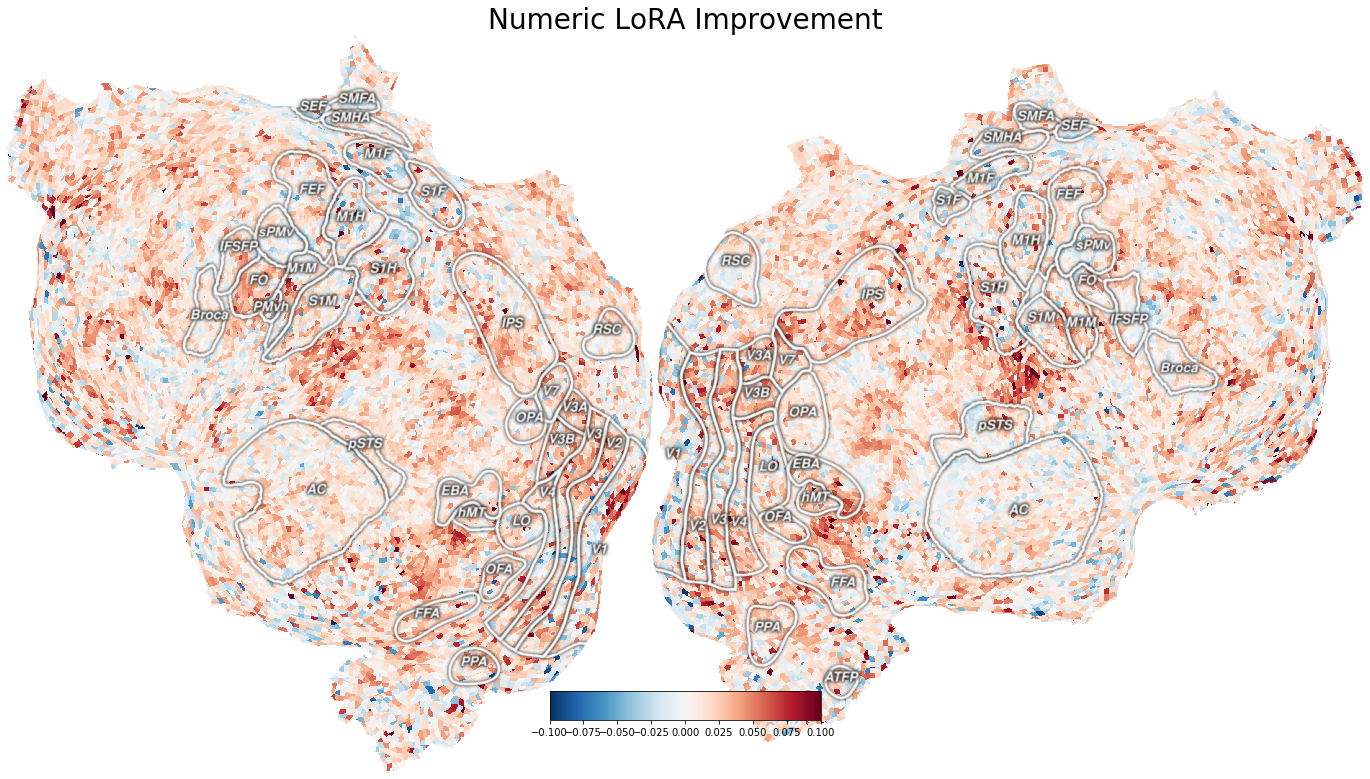 Numeric LoRA Improvement
SEF
SMFA
SMHA
M1F
FEF
S1F
M1H
sPMv
IFSFP
M1M
S1H
FO
PMvh
S1M
Broca
IPS
RSC
V7
OPA
V3A
V3B
V3
V2
pSTS
AC
EBA
hMT
V4
LO
V1
OFA
FFA
PPA
SMFA
SEF
SMHA
M1F
S1F
FEF
M1H
sPMv
RSC
IPS
S1H
FO
S1M
M1M
IFSFP
V3A
V7
Broca
V3B
OPA
pSTS
V1
LO
EBA
hMT
AC
V2
V3
V4
OFA
FFA
PPA
ATFP
−0.100 −0.075 −0.050 −0.025 0.000 0.025 0.050 0.075 0.100